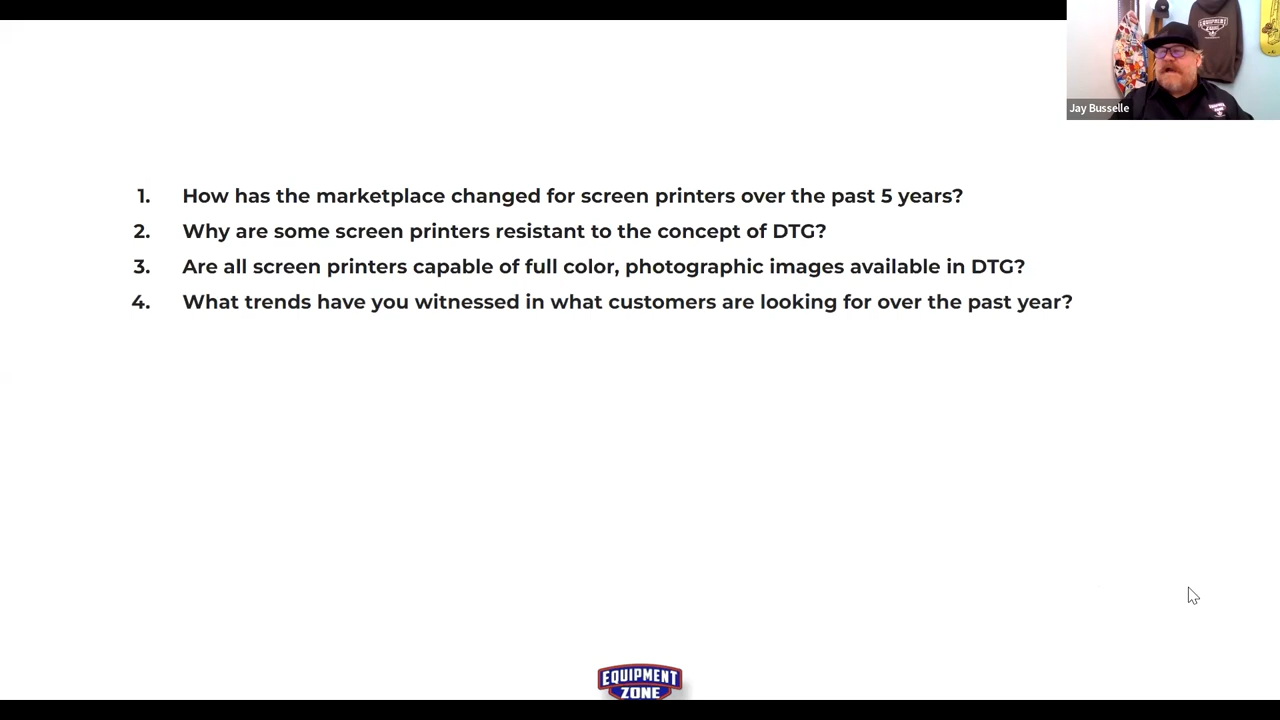 Jay Busselle
1. How has the marketplace changed for screen printers over the past 5 years?
2. Why are some screen printers resistant to the concept of DTG?
3. Are all screen printers capable of full color, photographic images available in DTG?
4. What trends have you witnessed in what customers are looking for over the past year?
EQUIPMENT
ZONE